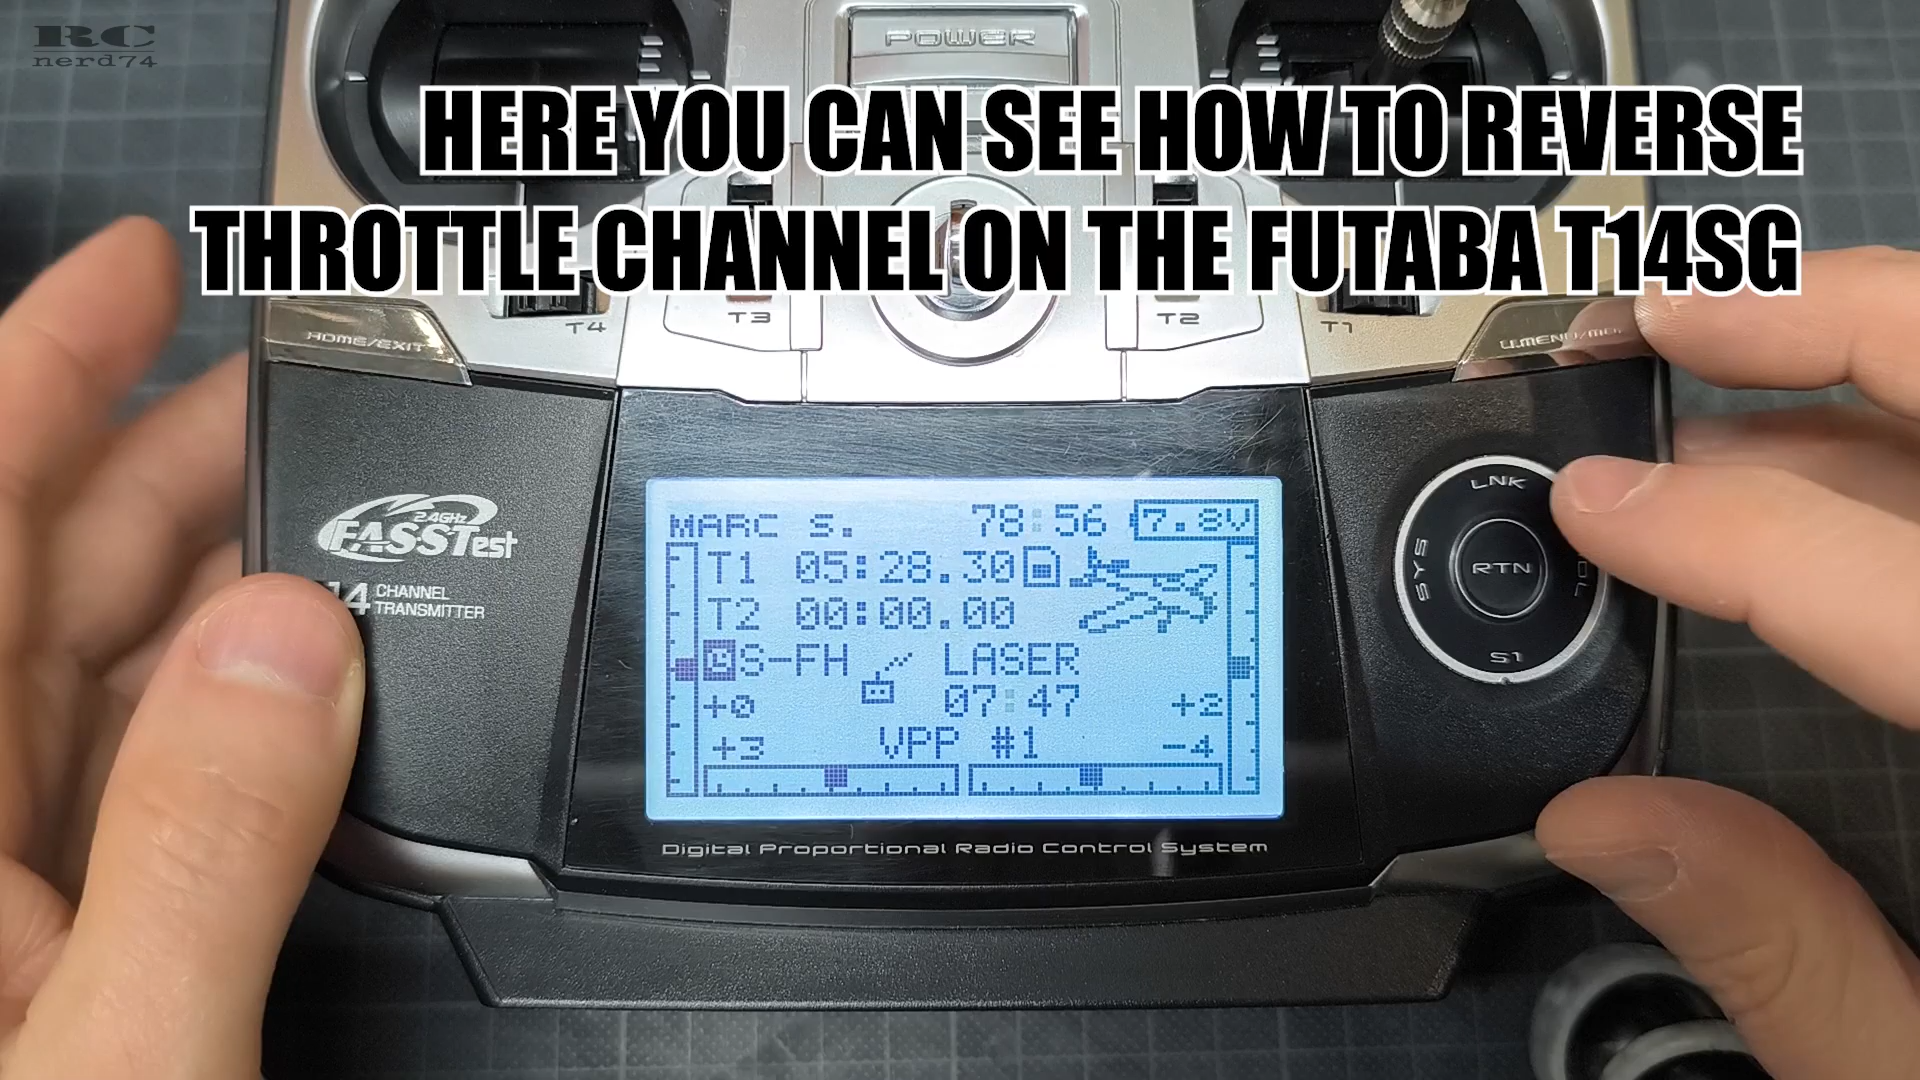 RC
nerd74
POWER
HERE YOU CAN SEE HOW TO REVERSE
THROTTLE CHANNEL ON THE FUTABA T14SG
T4
T3
T2
T1
HOME/EXIT
LNK
SYS
RTN
S1
2.4GHz
FASSTest
14 CHANNEL
TRANSMITTER
MARC S. 78:56 7.8V
T1 05:28.30
T2 00:00.00
S-FH LASER
+0 07:47 +2
+3 VPP #1 -4
Digital Proportional Radio Control System